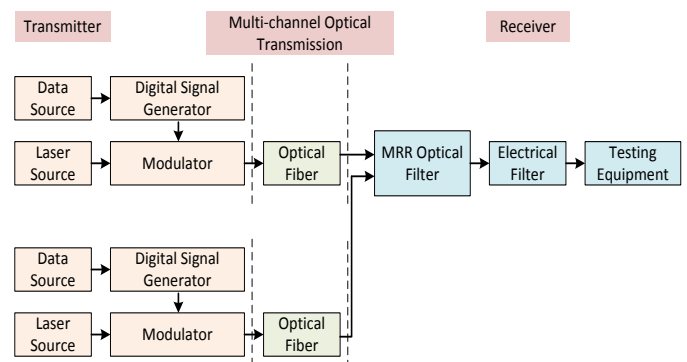 Transmitter
Multi-channel Optical
Transmission
Receiver
Data
Source
Digital Signal
Generator
Laser
Source
Modulator
Optical
Fiber
MRR Optical
Filter
Electrical
Filter
Testing
Equipment
Data
Source
Digital Signal
Generator
Laser
Source
Modulator
Optical
Fiber